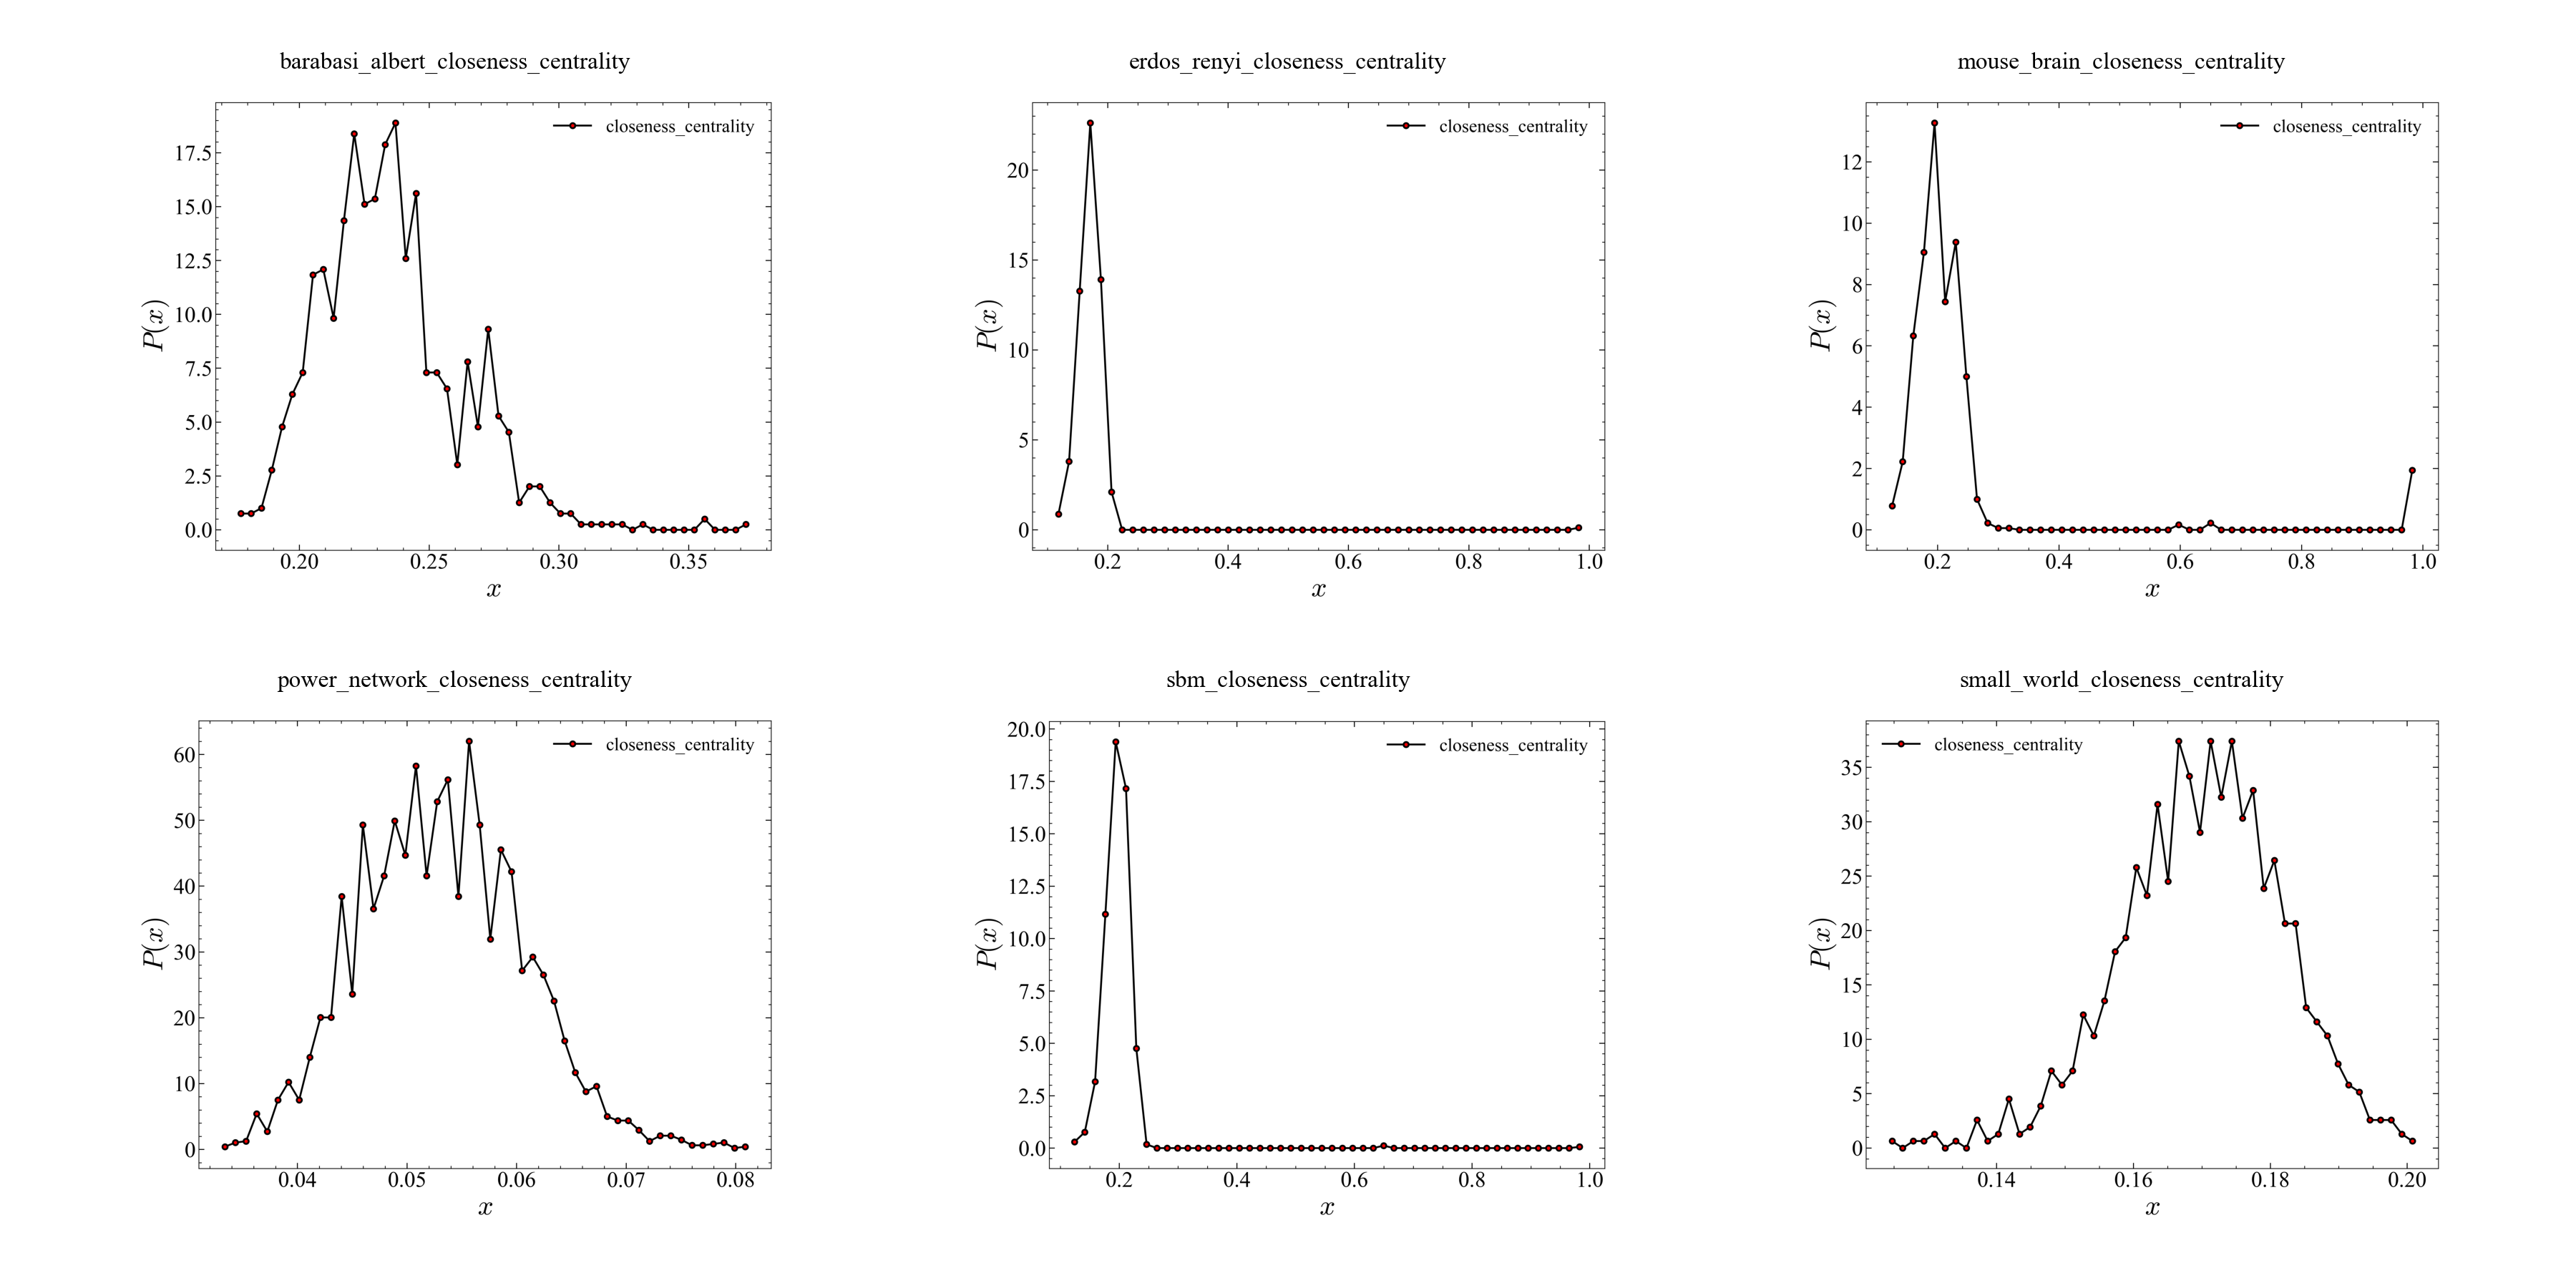 barabasi_albert_closeness_centrality
closeness_centrality
17.5
15.0
12.5
10.0
7.5
5.0
2.5
0.0
P(x)
0.20 0.25 0.30 0.35
x
erdos_renyi_closeness_centrality
closeness_centrality
20
15
10
5
0
P(x)
0.2 0.4 0.6 0.8 1.0
x
mouse_brain_closeness_centrality
closeness_centrality
12
10
8
6
4
2
0
P(x)
0.2 0.4 0.6 0.8 1.0
x
power_network_closeness_centrality
closeness_centrality
60
50
40
30
20
10
0
P(x)
0.04 0.05 0.06 0.07 0.08
x
sbm_closeness_centrality
closeness_centrality
20.0
17.5
15.0
12.5
10.0
7.5
5.0
2.5
0.0
P(x)
0.2 0.4 0.6 0.8 1.0
x
small_world_closeness_centrality
closeness_centrality
35
30
25
20
15
10
5
0
P(x)
0.14 0.16 0.18 0.20
x